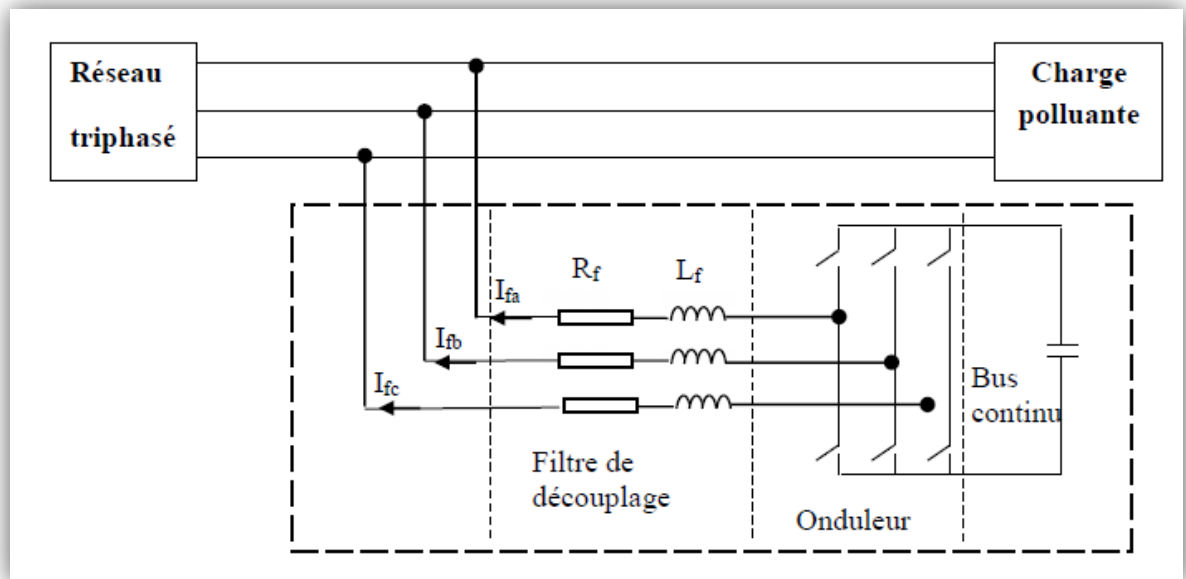 Réseau
triphasé
Charge
polluante
Rf
Lf
Ifa
Ifb
Ifc
Bus
continu
Filtre de
découplage
Onduleur